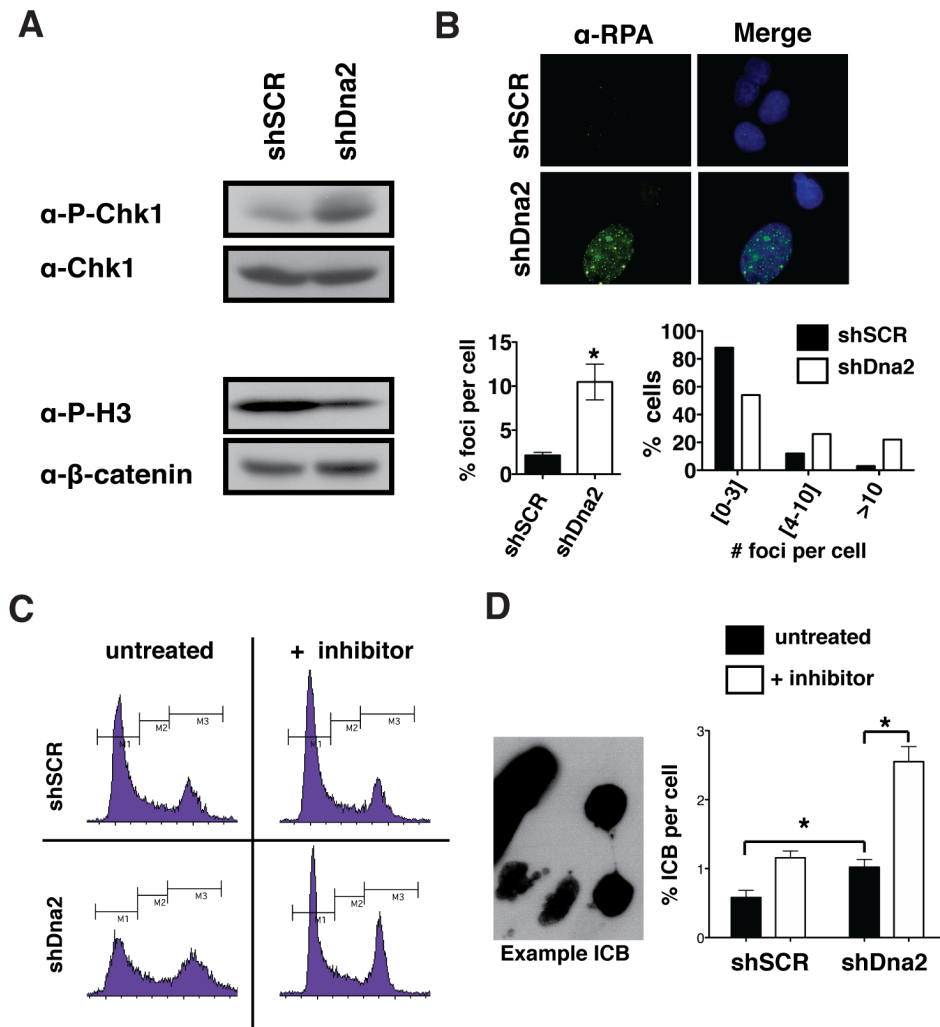 A
shSCR
shDna2
α-P-Chk1
α-Chk1
α-P-H3
α-β-catenin
B
α-RPA
Merge
shSCR
shDna2
% foci per cell
15
10
5
0
*
shSCR
shDna2
% cells
100
80
60
40
20
0
shSCR
shDna2
[0-3]
[4-10]
>10
# foci per cell
C
untreated
+ inhibitor
shSCR
M1
M2
M3
M1
M2
M3
shDna2
M1
M2
M3
M1
M2
M3
D
untreated
+ inhibitor
Example ICB
% ICB per cell
3
2
1
0
*
*
shSCR
shDna2